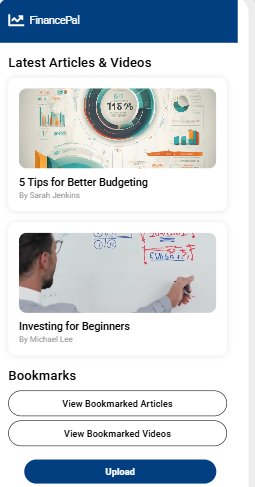 FinancePal
Latest Articles & Videos
5 Tips for Better Budgeting
By Sarah Jenkins
Investing for Beginners
By Michael Lee
Bookmarks
View Bookmarked Articles
View Bookmarked Videos
Upload